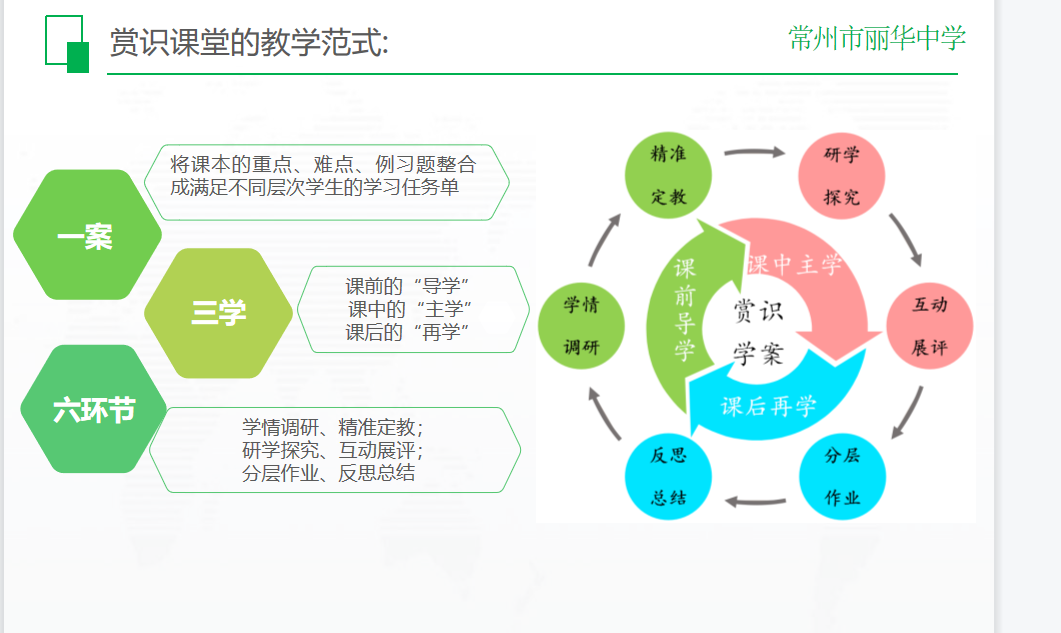 赏识课堂的教学范式:
常州市丽华中学
一案
将课本的重点、难点、例习题整合
成满足不同层次学生的学习任务单
三学
课前的“导学”
课中的“主学”
课后的“再学”
六环节
学情调研、精准定教；
研学探究、互动展评；
分层作业、反思总结
精准
定教
研学
探究
互动
展评
分层
作业
反思
总结
学情
调研
课前导学
课中主学
课后再学
赏识
学案